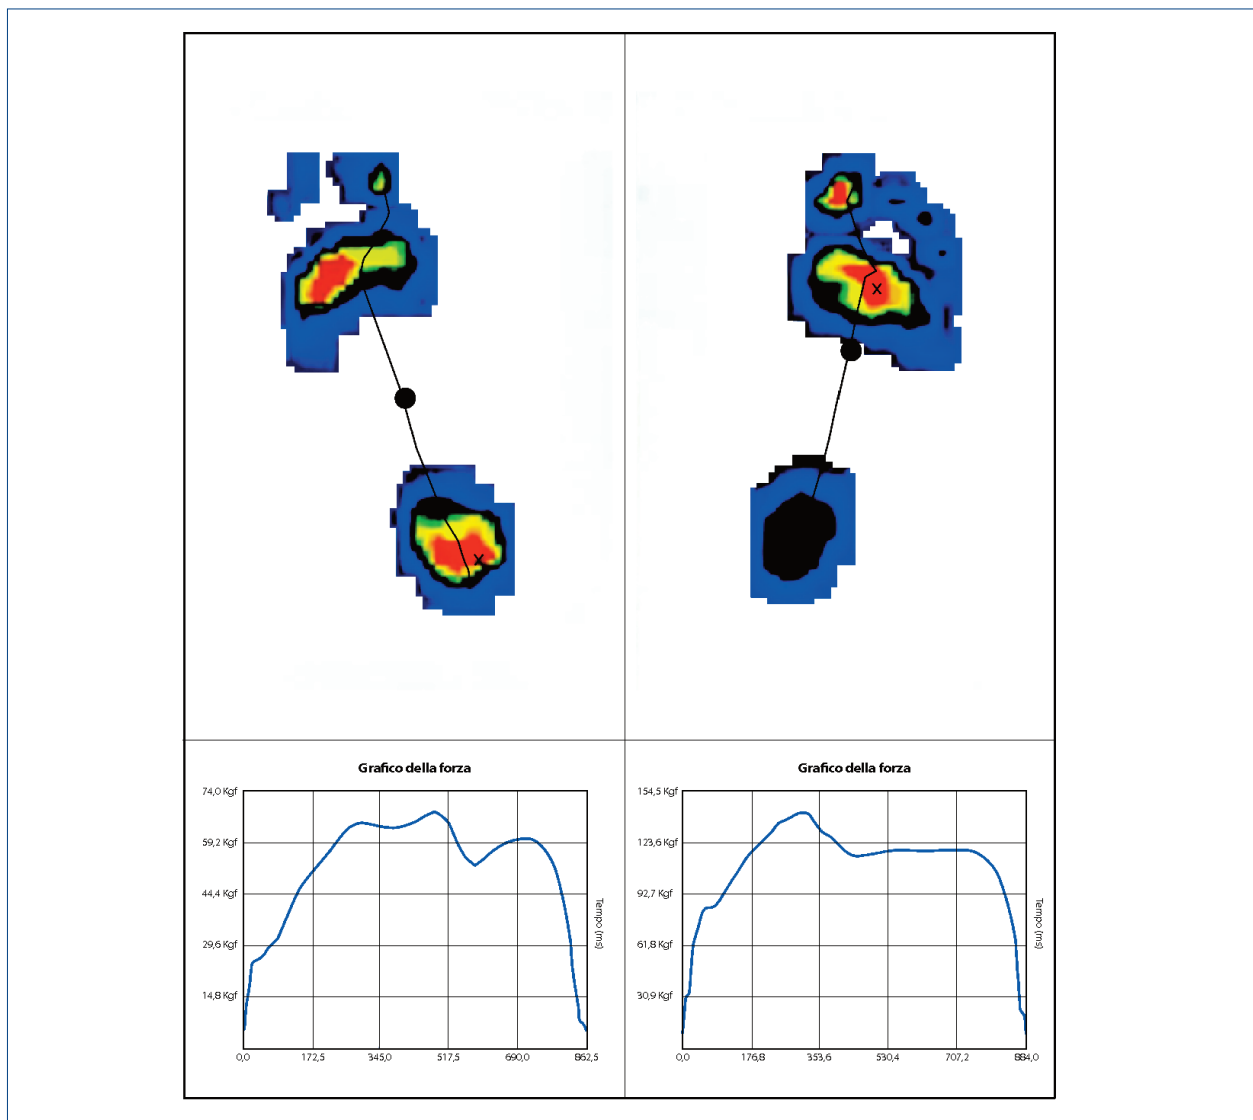 Grafico della forza
74,0 Kgf
59,2 Kgf
44,4 Kgf
29,6 Kgf
14,8 Kgf
0,0 172,5 345,0 517,5 690,0 862,5
Tempo (ms)
Grafico della forza
154,5 Kgf
123,6 Kgf
92,7 Kgf
61,8 Kgf
30,9 Kgf
0,0 176,8 353,6 530,4 707,2 884,0
Tempo (ms)